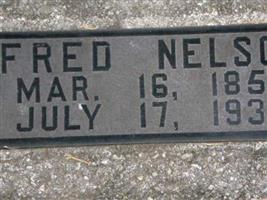 FRED NELSO
MAR. 16, 185
JULY 17, 193